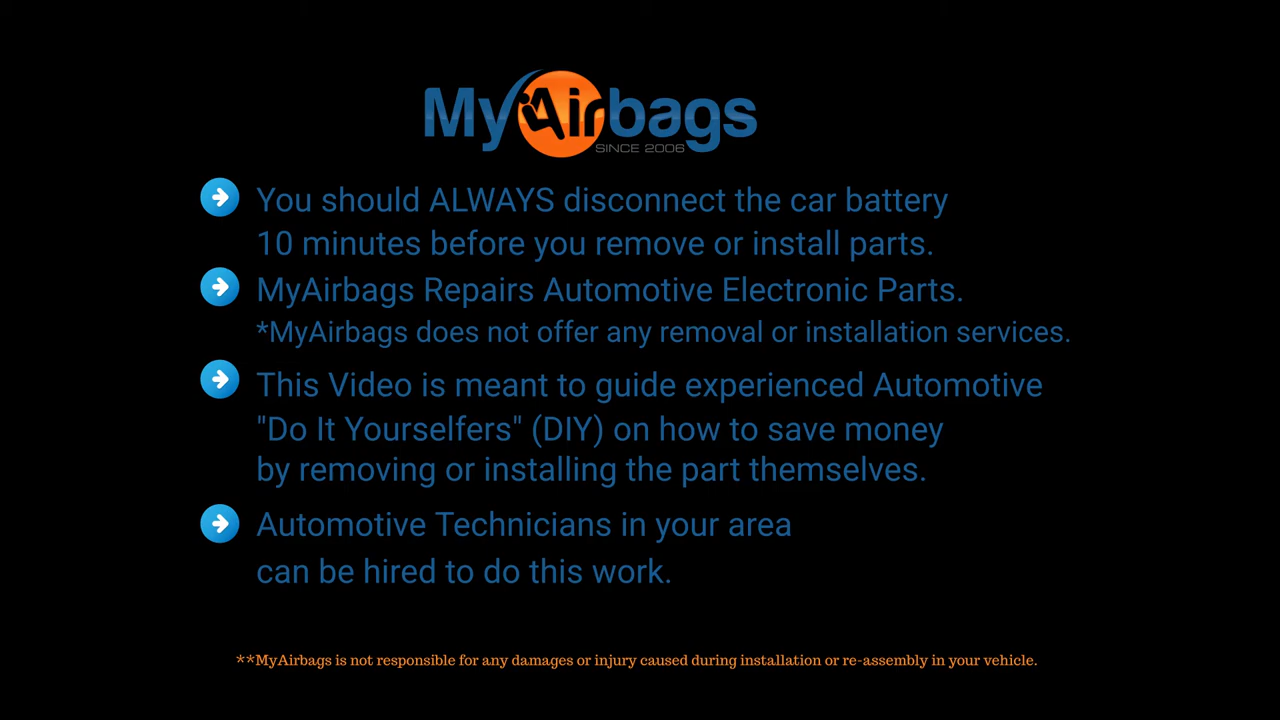 MyAirbags
SINCE 2006
You should ALWAYS disconnect the car battery
10 minutes before you remove or install parts.
MyAirbags Repairs Automotive Electronic Parts.
*MyAirbags does not offer any removal or installation services.
This Video is meant to guide experienced Automotive
"Do It Yourselfers" (DIY) on how to save money
by removing or installing the part themselves.
Automotive Technicians in your area
can be hired to do this work.
**MyAirbags is not responsible for any damages or injury caused during installation or re-assembly in your vehicle.